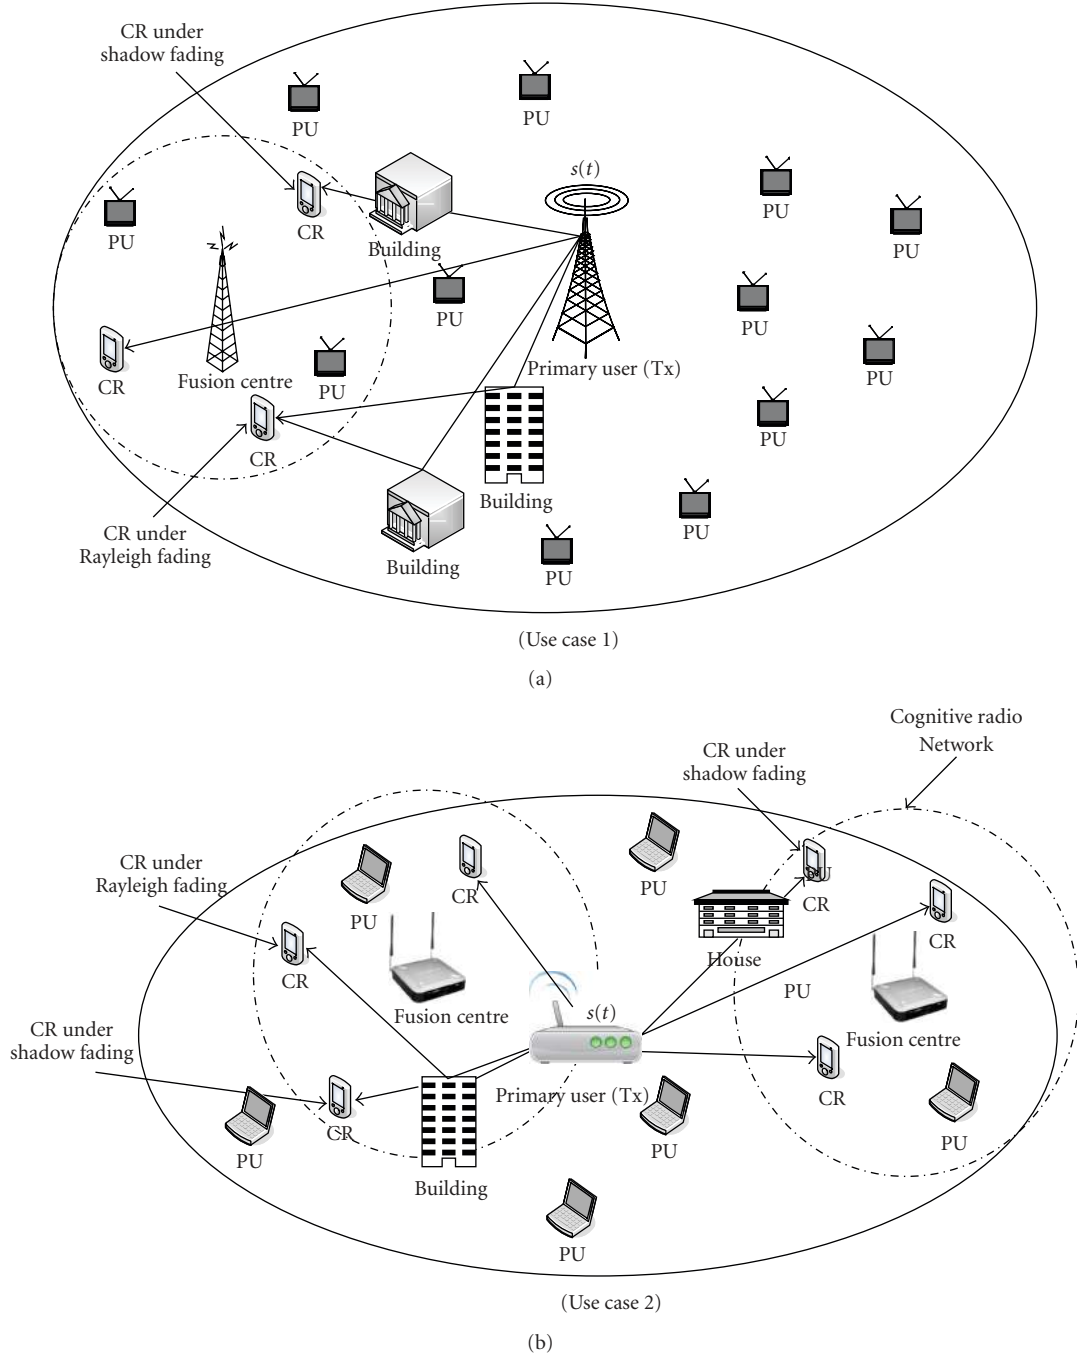 CR under
shadow fading
PU
PU
s(t)
PU
PU
CR
PU
Building
PU
PU
PU
CR
Fusion centre
PU
Primary user (Tx)
PU
CR
PU
Building
CR under
Rayleigh fading
PU
Building
PU
(Use case 1)
(a)
Cognitive radio
Network
CR under
shadow fading
CR under
Rayleigh fading
CR
PU
PU
PU
CR
PU
CR
House
CR
PU
Fusion centre
s(t)
CR under
shadow fading
Fusion centre
Primary user (Tx)
CR
CR
PU
PU
PU
Building
PU
(Use case 2)
(b)